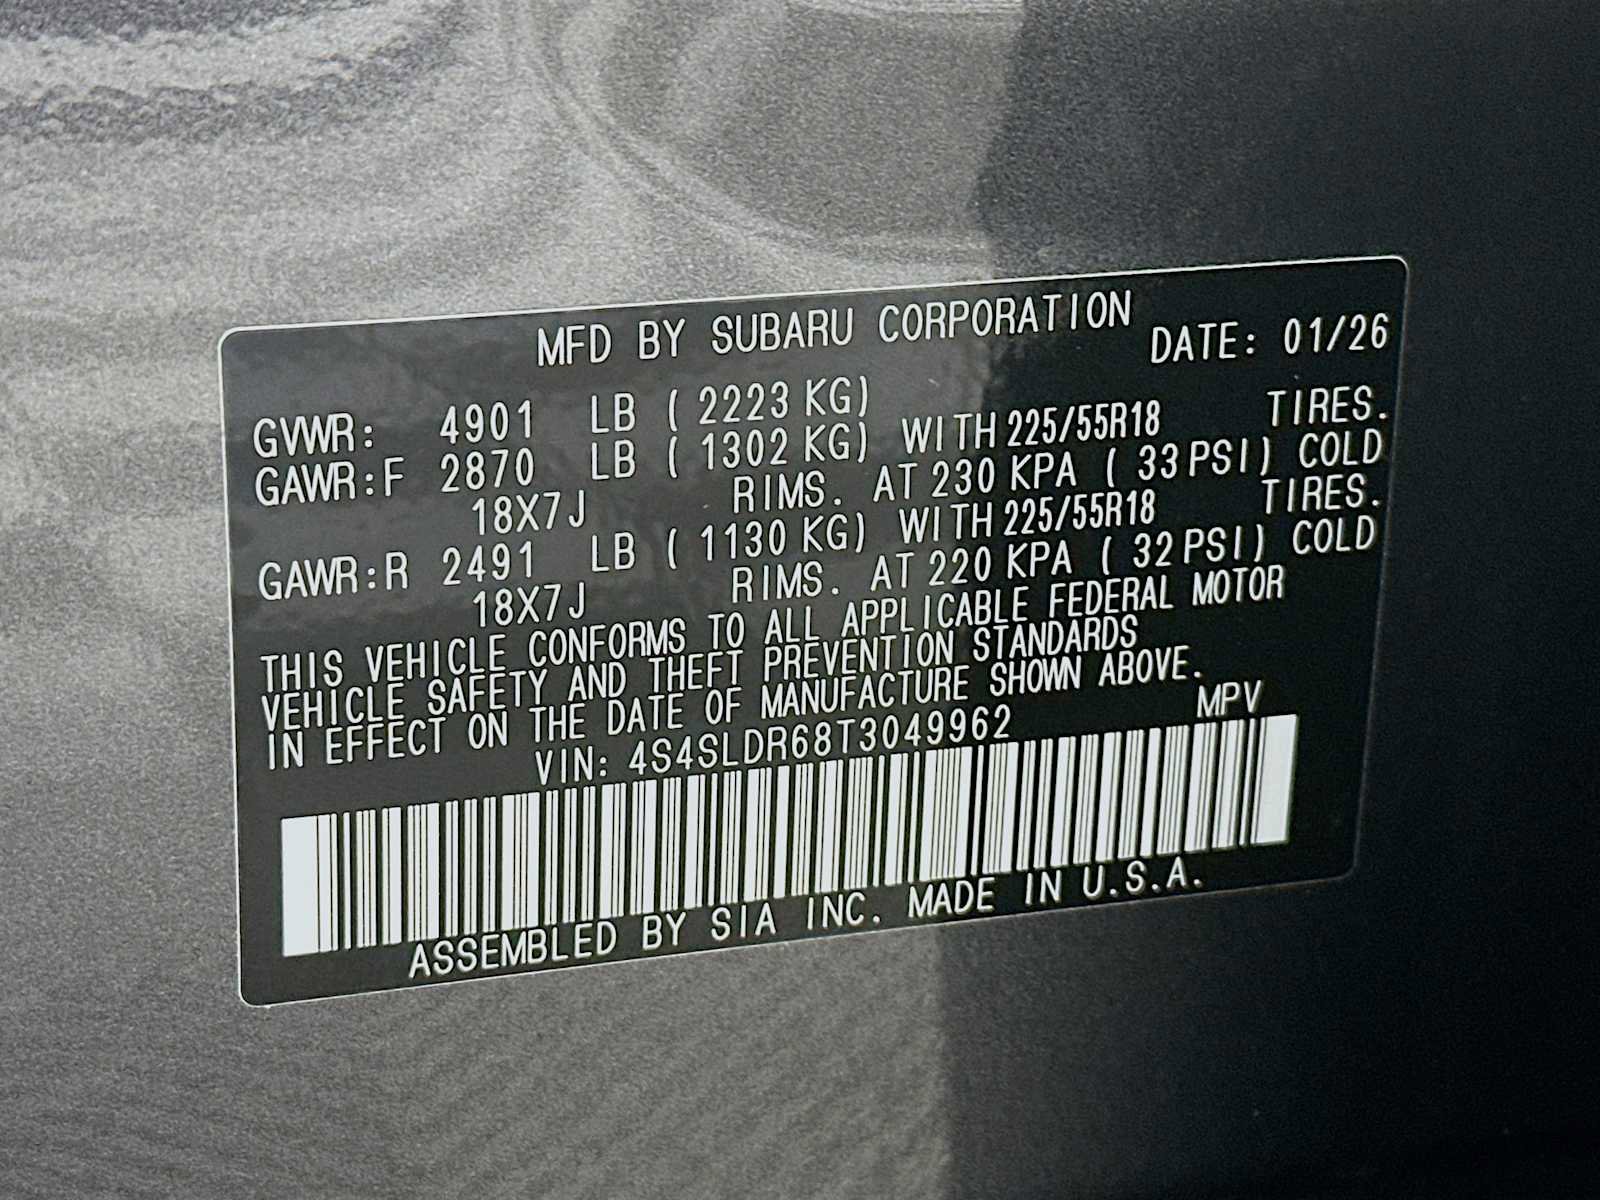 MFD BY SUBARU CORPORATION
DATE: 01/26
GVWR: 4901 LB ( 2223 KG)
GAWR:F 2870 LB ( 1302 KG) WITH 225/55R18 TIRES.
18X7J RIMS. AT 230 KPA ( 33 PSI) COLD
GAWR:R 2491 LB ( 1130 KG) WITH 225/55R18 TIRES.
18X7J RIMS. AT 220 KPA ( 32 PSI) COLD
THIS VEHICLE CONFORMS TO ALL APPLICABLE FEDERAL MOTOR
VEHICLE SAFETY AND THEFT PREVENTION STANDARDS
IN EFFECT ON THE DATE OF MANUFACTURE SHOWN ABOVE.
VIN: 4S4SLDR68T3049962 MPV
ASSEMBLED BY SIA INC. MADE IN U.S.A.